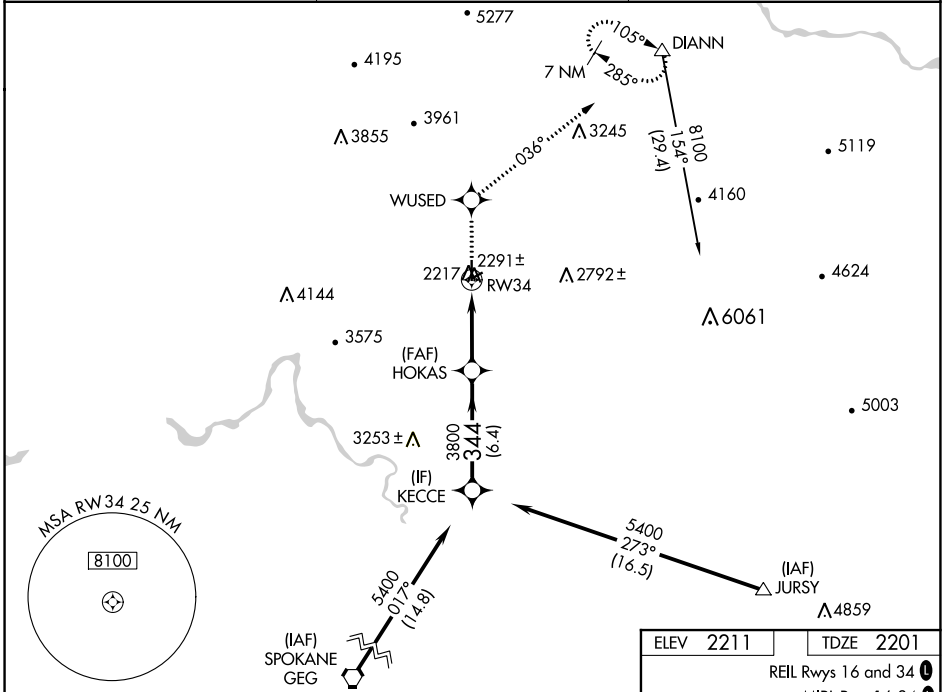 5277
105°
DIANN
4195
7 NM
285°
3961
3855
3245
036°
8100
154°
(29.4)
5119
4160
WUSED
2291±
2217
RW34
2792±
4624
4144
6061
3575
(FAF)
HOKAS
5003
3253±
3800
344
(6.4)
(IF)
KECCE
MSA RW34 25 NM
8100
5400
273°
(16.5)
(IAF)
JURSY
5400
017°
(14.8)
4859
(IAF)
SPOKANE
GEG
ELEV 2211
TDZE 2201
REIL Rwys 16 and 34 L